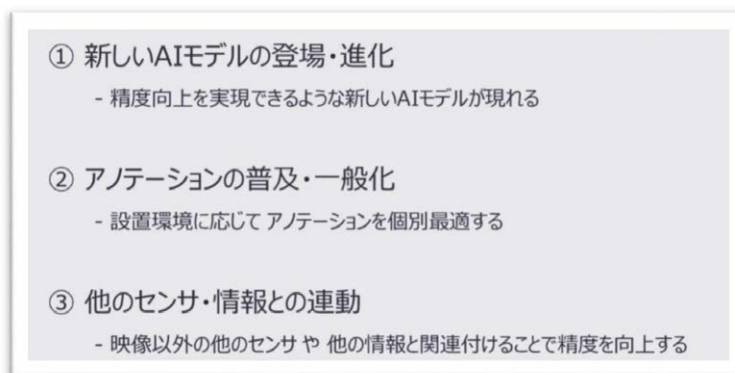 ① 新しいAIモデルの登場・進化
- 精度向上を実現できるような新しいAIモデルが現れる
② アノテーションの普及・一般化
- 設置環境に応じて アノテーションを個別最適する
③ 他のセンサ・情報との連動
- 映像以外の他のセンサ や 他の情報と関連付けることで精度を向上する